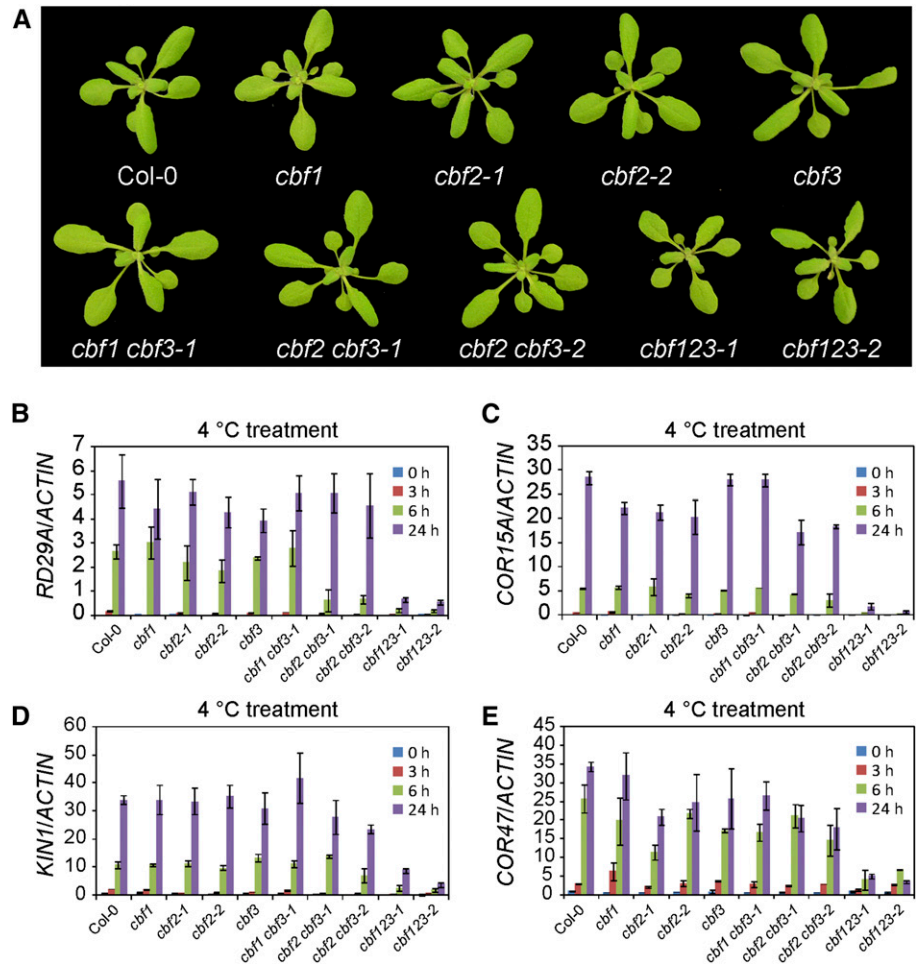 A
Col-0 cbf1 cbf2-1 cbf2-2 cbf3
cbf1 cbf3-1 cbf2 cbf3-1 cbf2 cbf3-2 cbf123-1 cbf123-2
B
4 °C treatment
RD29A/ACTIN
7
6
5
4
3
2
1
0
0 h
3 h
6 h
24 h
Col-0 cbf1 cbf2-1 cbf2-2 cbf3 cbf1 cbf3-1 cbf2 cbf3-1 cbf2 cbf3-2 cbf123-1 cbf123-2
C
4 °C treatment
COR15A/ACTIN
35
30
25
20
15
10
5
0
0 h
3 h
6 h
24 h
Col-0 cbf1 cbf2-1 cbf2-2 cbf3 cbf1 cbf3-1 cbf2 cbf3-1 cbf2 cbf3-2 cbf123-1 cbf123-2
D
4 °C treatment
KIN1/ACTIN
60
50
40
30
20
10
0
0 h
3 h
6 h
24 h
Col-0 cbf1 cbf2-1 cbf2-2 cbf3 cbf1 cbf3-1 cbf2 cbf3-1 cbf2 cbf3-2 cbf123-1 cbf123-2
E
4 °C treatment
COR47/ACTIN
45
40
35
30
25
20
15
10
5
0
0 h
3 h
6 h
24 h
Col-0 cbf1 cbf2-1 cbf2-2 cbf3 cbf1 cbf3-1 cbf2 cbf3-1 cbf2 cbf3-2 cbf123-1 cbf123-2